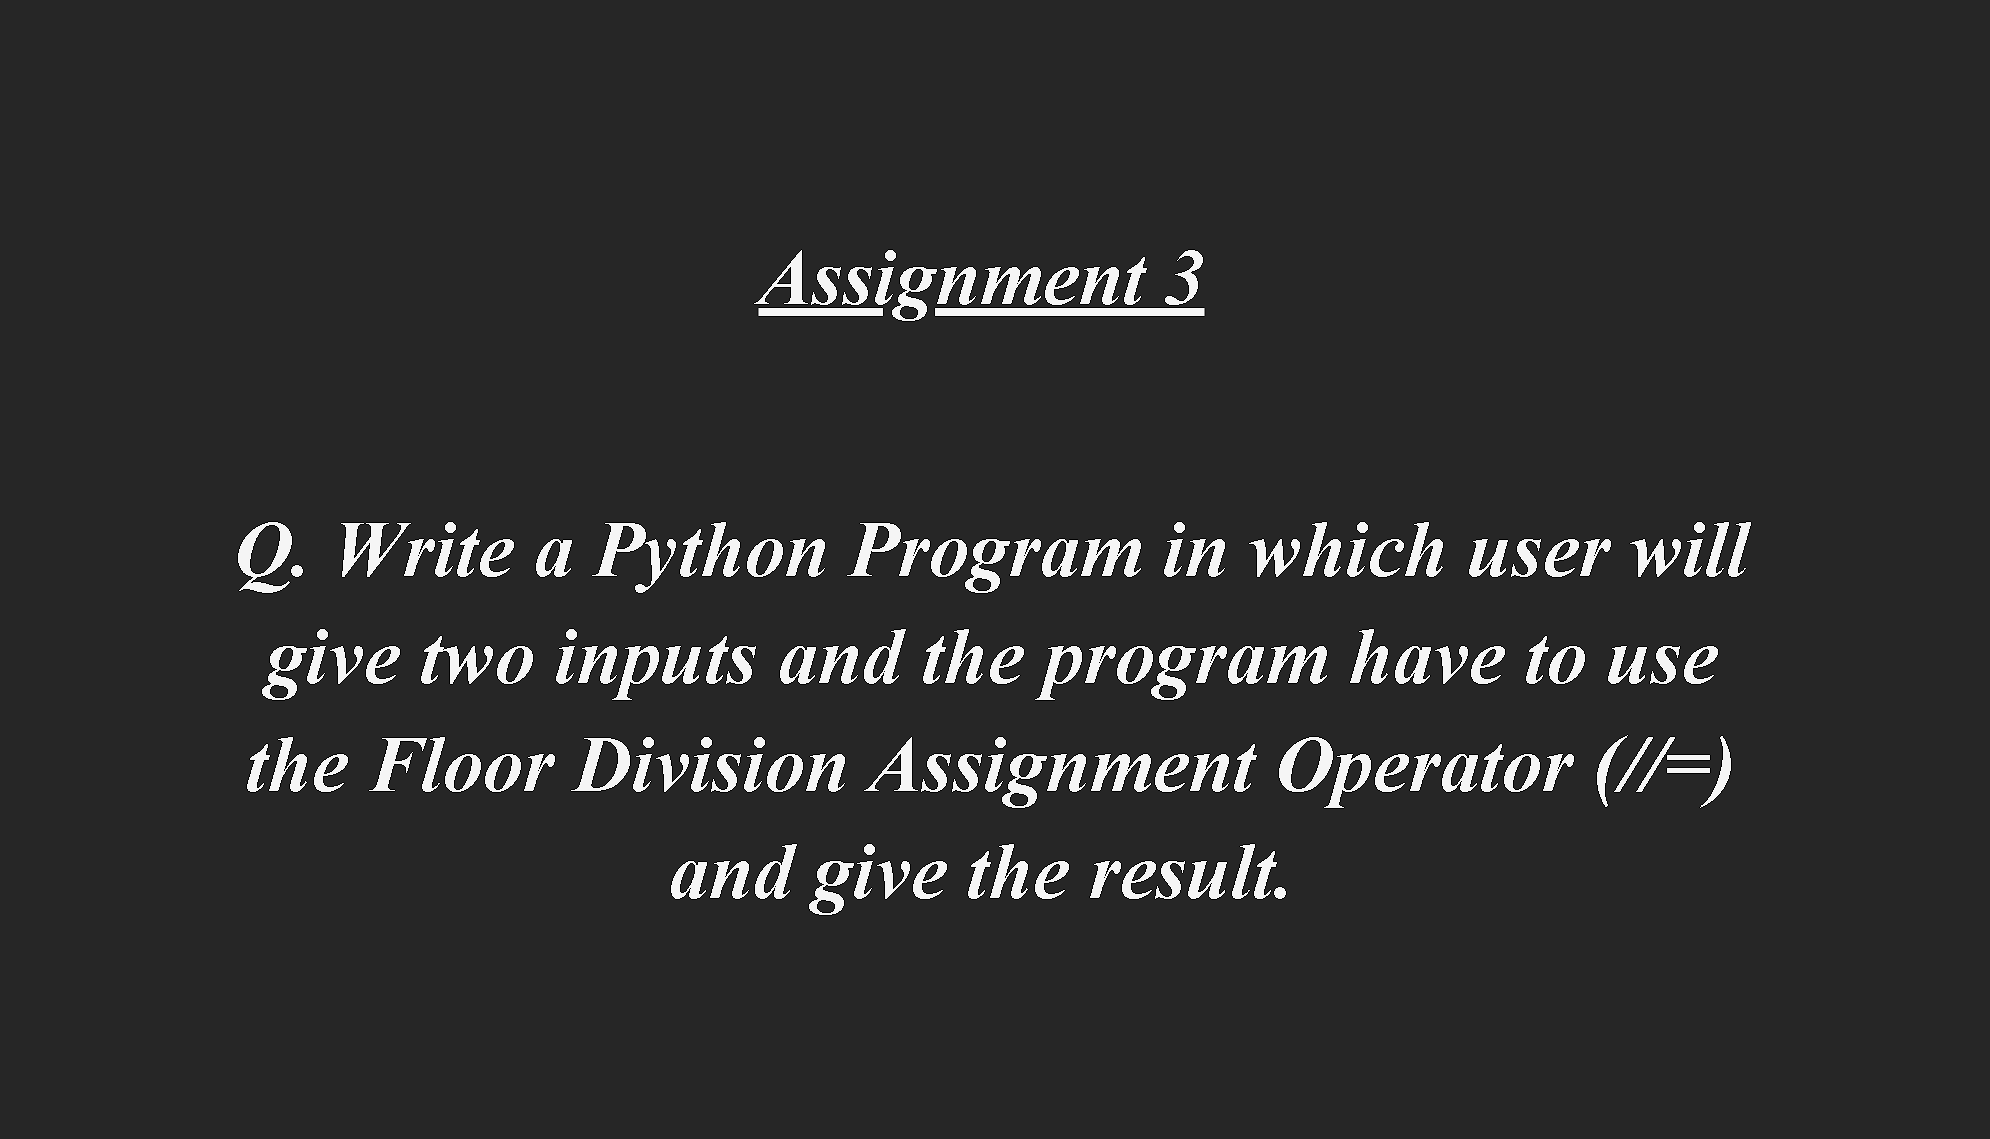 Assignment 3
Q. Write a Python Program in which user will
give two inputs and the program have to use
the Floor Division Assignment Operator (//=)
and give the result.